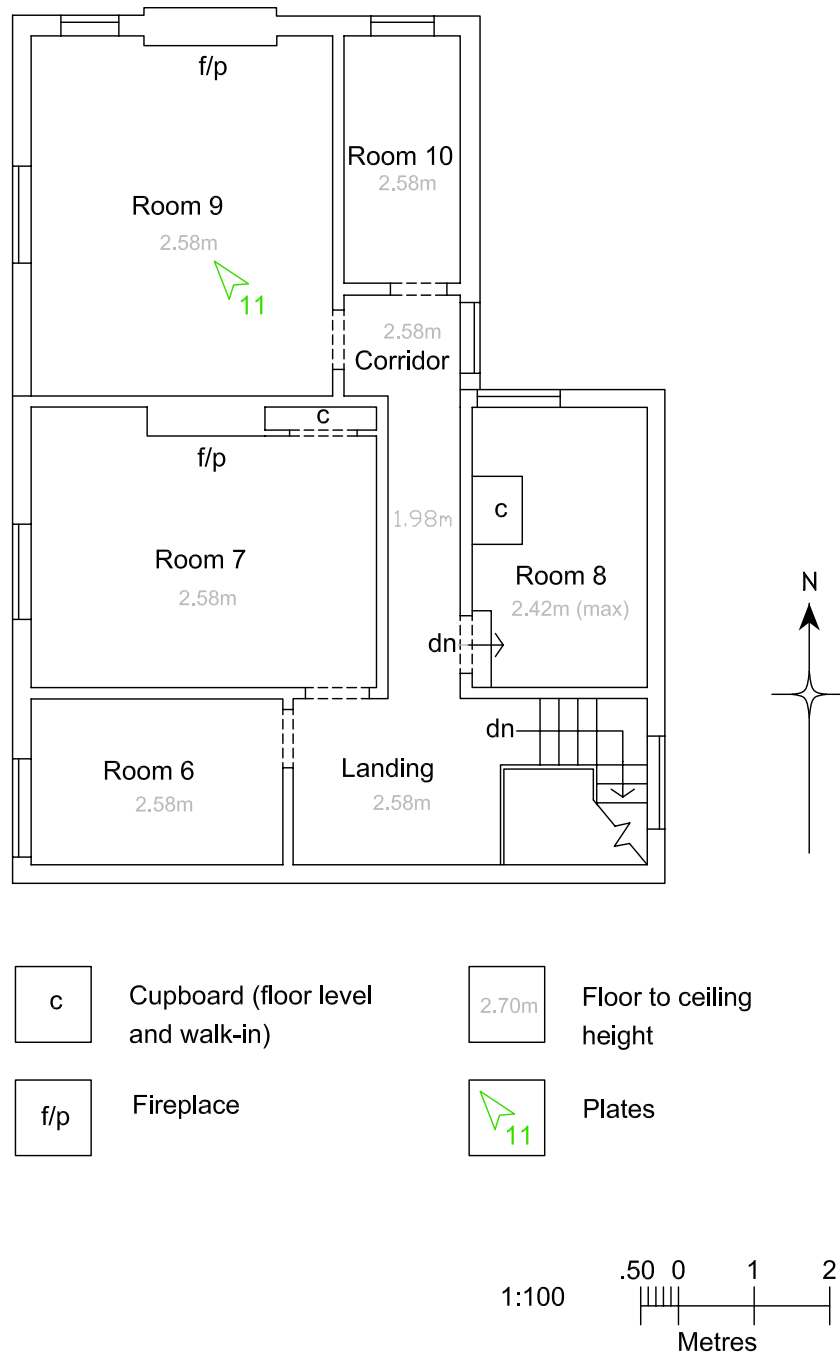 f/p
Room 10
2.58m
Room 9
2.58m
11
2.58m
Corridor
c
f/p
1.98m
c
Room 7
2.58m
Room 8
2.42m (max)
N
dn
dn
Room 6
2.58m
Landing
2.58m
c
Cupboard (floor level
and walk-in)
2.70m
Floor to ceiling
height
f/p
Fireplace
11
Plates
1:100
.50 0 1 2
Metres